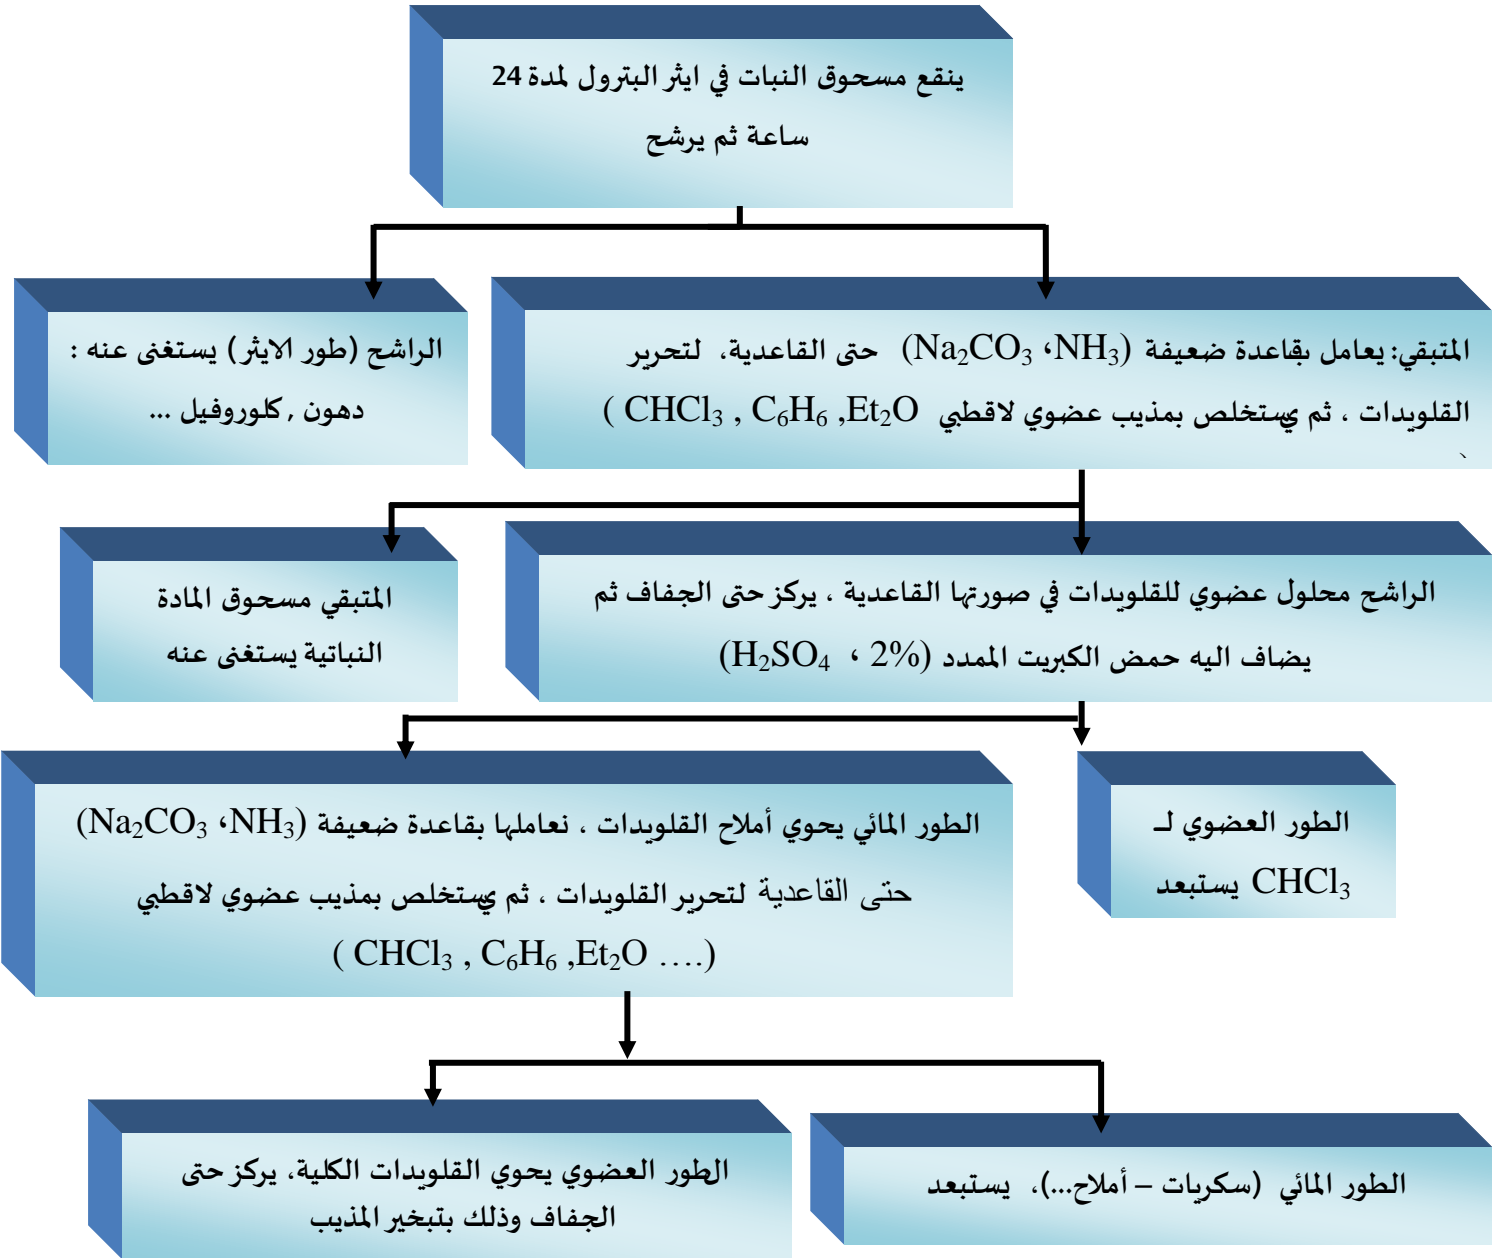 ينقع مسحوق النبات في ايثر البترول لمدة 24
ساعة ثم يرشح
المتبقي: يعامل بقاعدة ضعيفة (Na₂CO₃ ،NH₃) حتى القاعدية، لتحرير
القلويدات ، ثم يستخلص بمذيب عضوي لاقطبي ( CHCl₃ , C₆H₆ ,Et₂O
الراشح (طور الايثر) يستغنى عنه :
دهون , كلوروفيل ...
الراشح محلول عضوي للقلويدات في صورتها القاعدية ، يركز حتى الجفاف ثم
يضاف اليه حمض الكبريت الممدد (H₂SO₄ ، 2%)
المتبقي مسحوق المادة
النباتية يستغنى عنه
الطور العضوي لـ
CHCl₃ يستبعد
الطور المائي يحوي أملاح القلويدات ، نعاملها بقاعدة ضعيفة (Na₂CO₃ ،NH₃)
حتى القاعدية لتحرير القلويدات ، ثم يستخلص بمذيب عضوي لاقطبي
( CHCl₃ , C₆H₆ ,Et₂O ….)
الطور المائي (سكريات – أملاح...)، يستبعد
الطور العضوي يحوي القلويدات الكلية، يركز حتى
الجفاف وذلك بتبخير المذيب